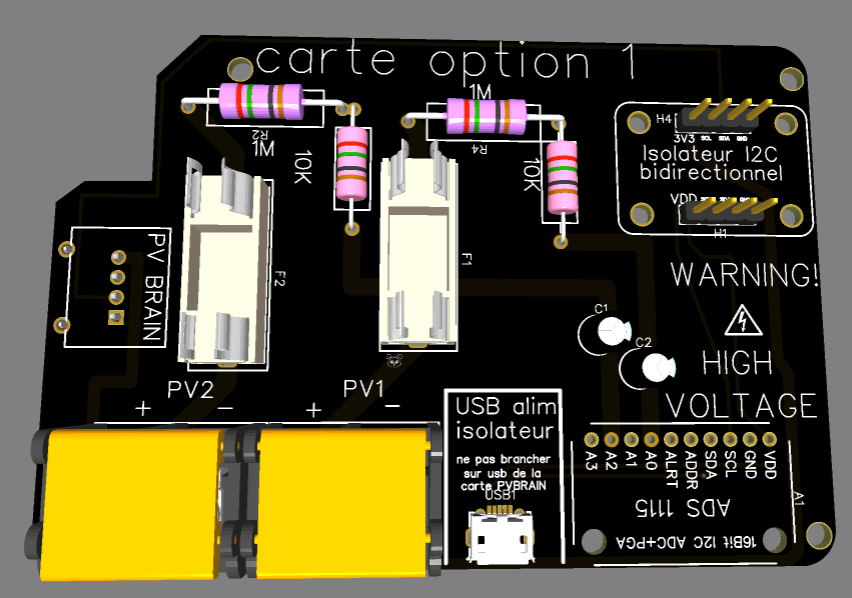 carte option 1
1M
R2
1M
R4
10K
10K
H4
3V3
SDA
SCL
GND
Isolateur I2C
bidirectionnel
VDD
H1
PV BRAIN
F2
F1
WARNING!
C1
C2
HIGH
VOLTAGE
PV2
PV1
+ -
+ -
USB alim
isolateur
ne pas brancher
sur usb de la
carte PVBRAIN
USB1
A3
A2
A1
A0
ALRT
ADDR
SDA
SCL
GND
VDD
A1
ADS 1115
16Bit I2C ADC+PGA